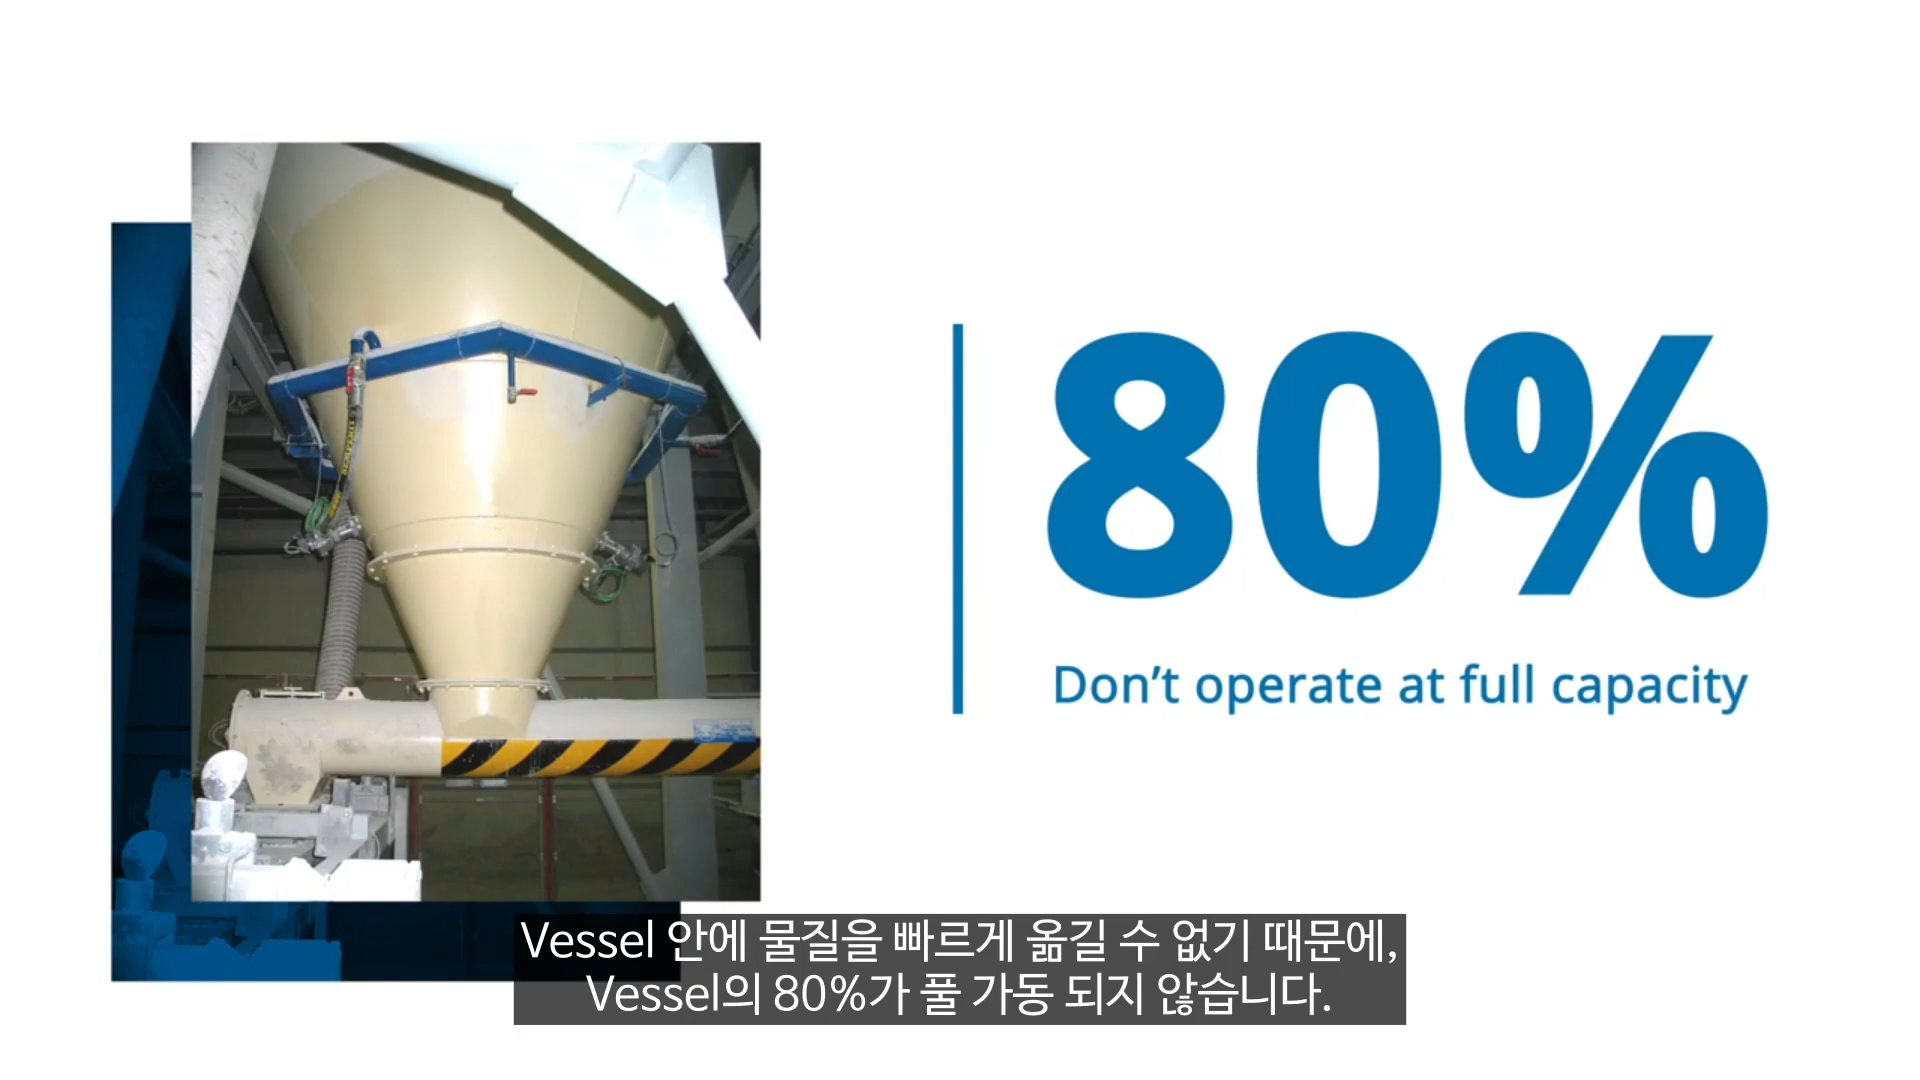 80%
Don’t operate at full capacity
Vessel 안에 물질을 빠르게 옮길 수 없기 때문에,
Vessel의 80%가 풀 가동 되지 않습니다.